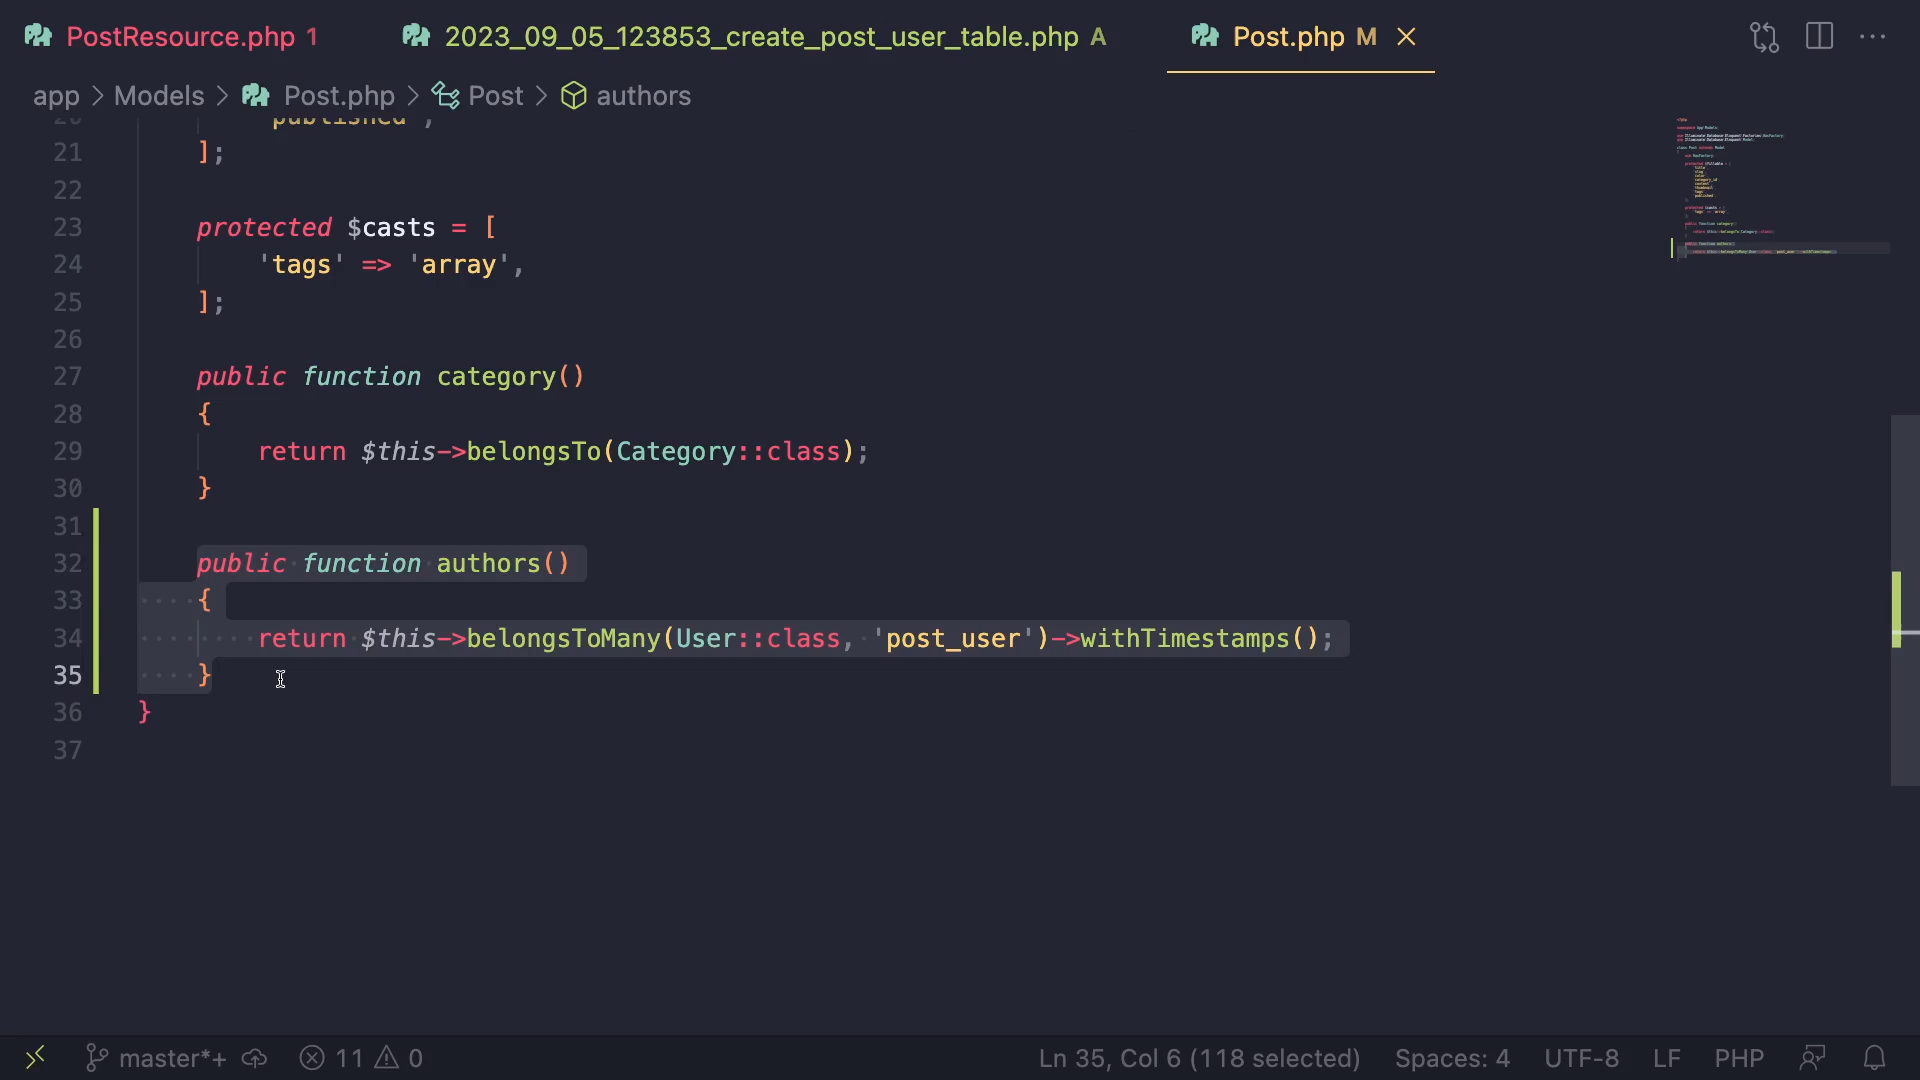 PostResource.php 1
2023_09_05_123853_create_post_user_table.php A
Post.php M
app > Models > Post.php > Post > authors
20 'published',
21 ];
22
23 protected $casts = [
24 'tags' => 'array',
25 ];
26
27 public function category()
28 {
29 return $this->belongsTo(Category::class);
30 }
31
32 public function authors()
33 {
34 return $this->belongsToMany(User::class, 'post_user')->withTimestamps();
35 }
36 }
37
master*+ 11 0
Ln 35, Col 6 (118 selected) Spaces: 4 UTF-8 LF PHP